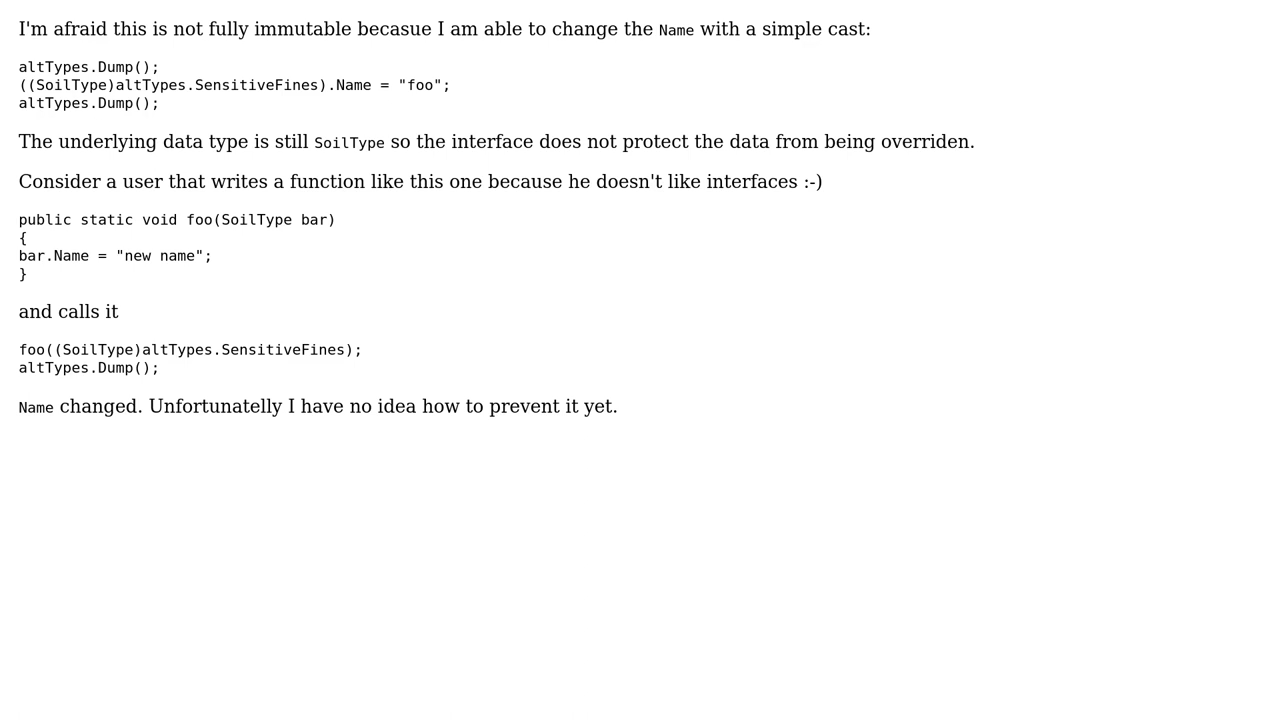 I'm afraid this is not fully immutable becasue I am able to change the Name with a simple cast:
altTypes.Dump();
((SoilType)altTypes.SensitiveFines).Name = "foo";
altTypes.Dump();
The underlying data type is still SoilType so the interface does not protect the data from being overriden.
Consider a user that writes a function like this one because he doesn't like interfaces :-)
public static void foo(SoilType bar)
{
bar.Name = "new name";
}
and calls it
foo((SoilType)altTypes.SensitiveFines);
altTypes.Dump();
Name changed. Unfortunatelly I have no idea how to prevent it yet.